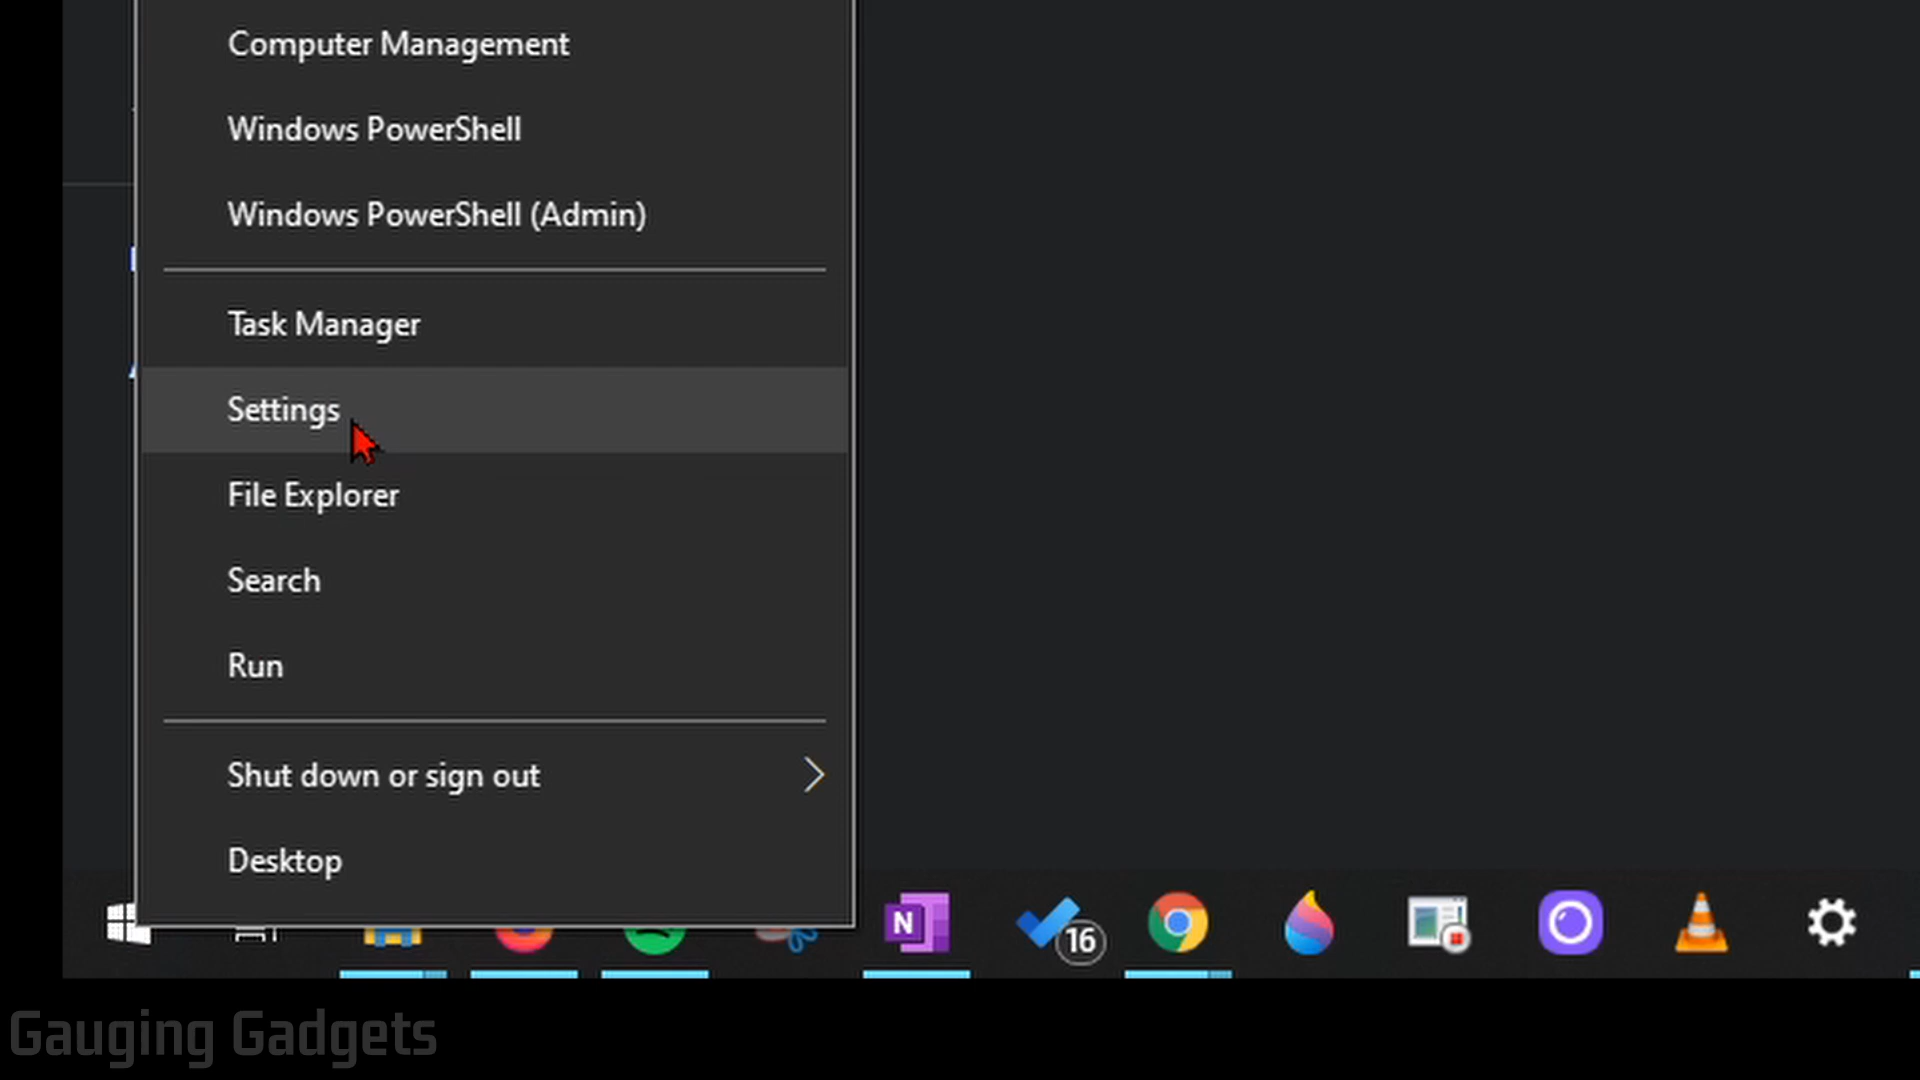 Computer Management
Windows PowerShell
Windows PowerShell (Admin)
Task Manager
Settings
File Explorer
Search
Run
Shut down or sign out
Desktop
N
16
Gauging Gadgets